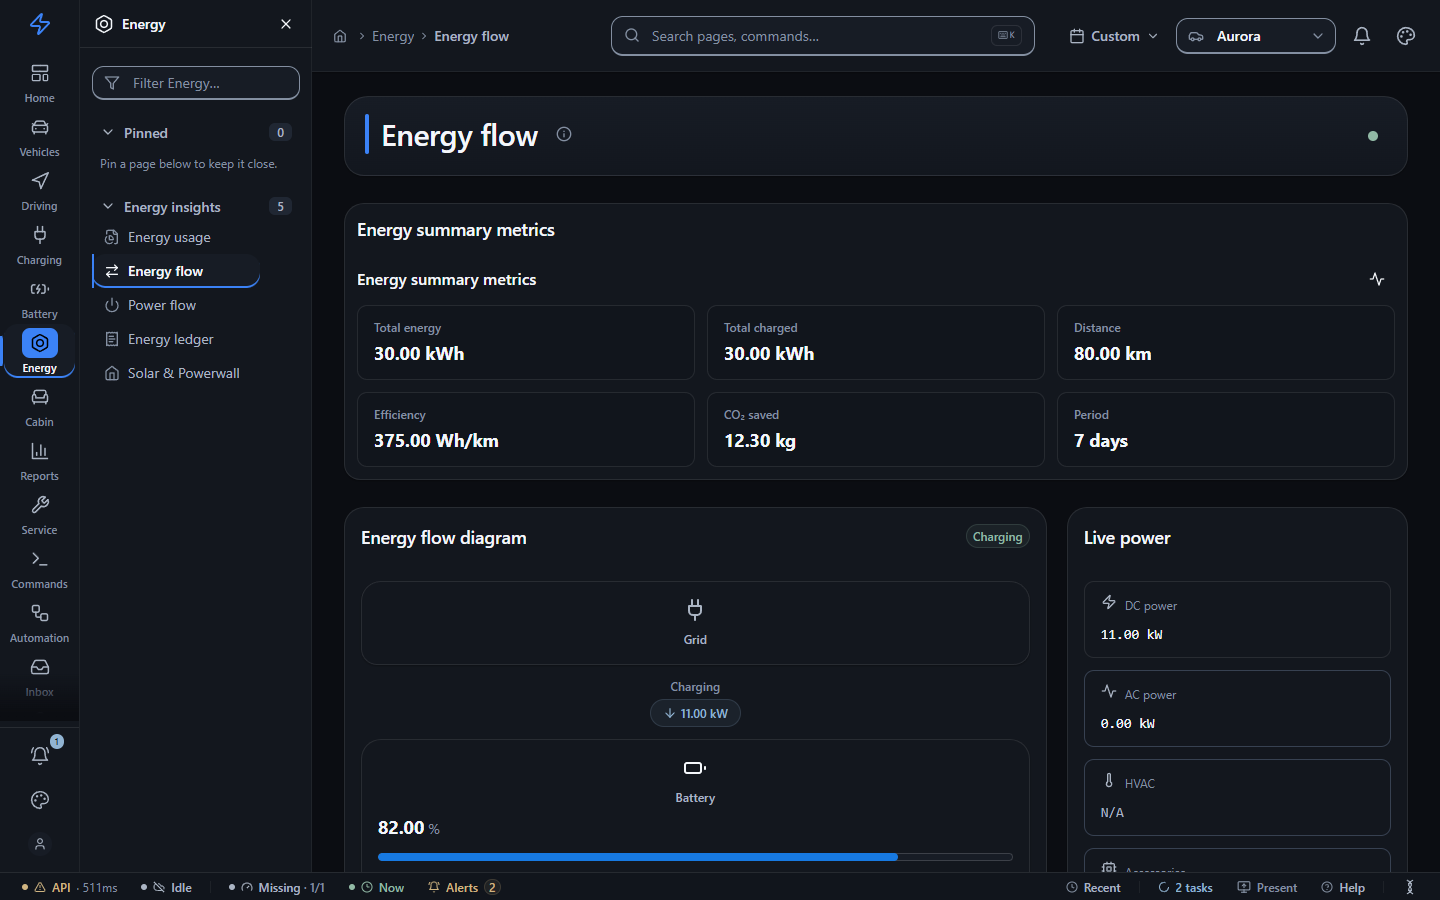 Home
Vehicles
Driving
Charging
Battery
Energy
Cabin
Reports
Service
Commands
Automation
Inbox
1
Energy
Filter Energy...
Pinned 0
Pin a page below to keep it close.
Energy insights 5
Energy usage
Energy flow
Power flow
Energy ledger
Solar & Powerwall
Energy Energy flow
Search pages, commands... K
Custom
Aurora
Energy flow
Energy summary metrics
Energy summary metrics
Total energy
30.00 kWh
Total charged
30.00 kWh
Distance
80.00 km
Efficiency
375.00 Wh/km
CO₂ saved
12.30 kg
Period
7 days
Energy flow diagram
Charging
Grid
Charging
↓ 11.00 kW
Battery
82.00 %
Live power
DC power
11.00 kW
AC power
0.00 kW
HVAC
N/A
Accessories
API · 511ms
Idle
Missing · 1/1
Now
Alerts 2
Recent
2 tasks
Present
Help